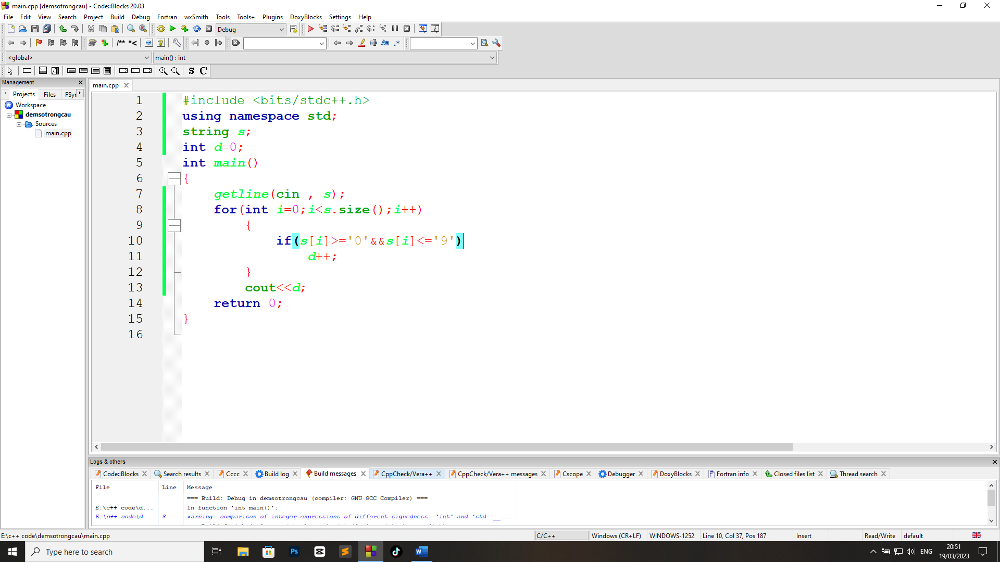 main.cpp [demsotrongcau] - Code::Blocks 20.03
File Edit View Search Project Build Debug Fortran wxSmith Tools Tools+ Plugins DoxyBlocks Settings Help
Debug
/** *<
<global> main() : int
S C
Management
main.cpp
Projects Files FSyr
Workspace
demsotrongcau
Sources
main.cpp
1 #include <bits/stdc++.h>
2 using namespace std;
3 string s;
4 int d=0;
5 int main()
6 {
7 getline(cin , s);
8 for(int i=0;i<s.size();i++)
9 {
10 if(s[i]>='0'&&s[i]<='9')
11 d++;
12 }
13 cout<<d;
14 return 0;
15 }
16
Logs & others
Code::Blocks Search results Cccc Build log Build messages CppCheck/Vera++ CppCheck/Vera++ messages Cscope Debugger DoxyBlocks Fortran info Closed files list Thread search
File Line Message
=== Build: Debug in demsotrongcau (compiler: GNU GCC Compiler) ===
E:\c++ code\d... In function 'int main()':
E:\c++ code\d... 8 warning: comparison of integer expressions of different signedness: 'int' and 'std::__...
E:\c++ code\demsotrongcau\main.cpp C/C++ Windows (CR+LF) WINDOWS-1252 Line 10, Col 37, Pos 187 Insert Read/Write default
Type here to search
Ps
W
ENG
20:51
19/03/2023